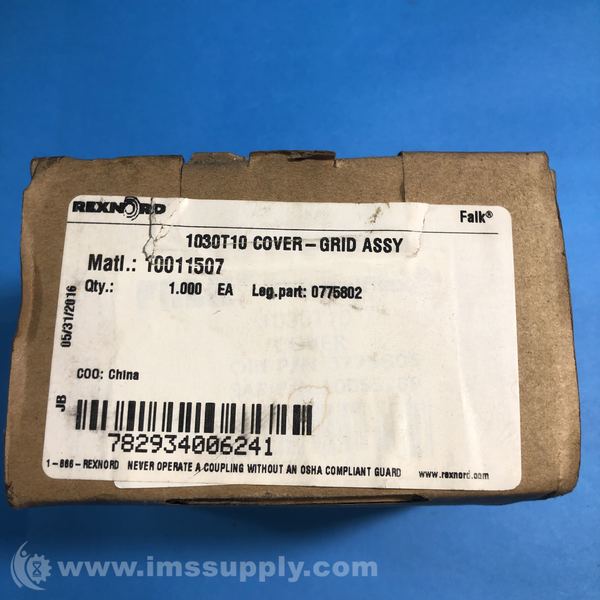 REXNORD
Falk®
1030T10 COVER-GRID ASSY
Matl.: 10011507
Qty.: 1.000 EA Leg.part: 0775802
05/31/2016
COO: China
JB
782934006241
1-866-REXNORD NEVER OPERATE A COUPLING WITHOUT AN OSHA COMPLIANT GUARD www.rexnord.com
www.imssupply.com